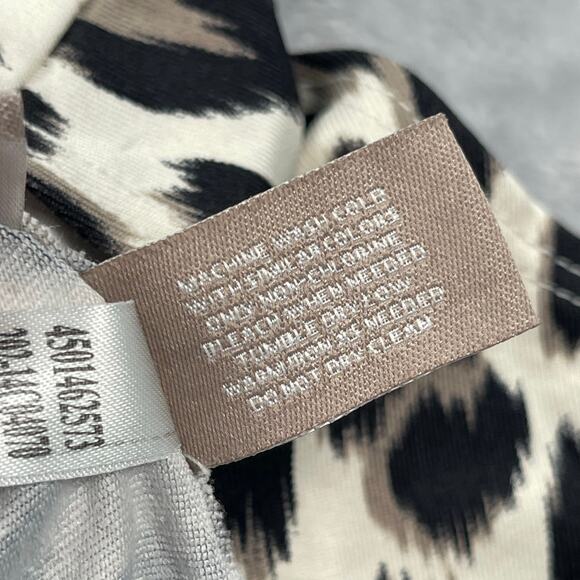 MACHINE WASH COLD
WITH SIMILAR COLORS
ONLY NON-CHLORINE
BLEACH WHEN NEEDED
TUMBLE DRY LOW
WARM IRON AS NEEDED
DO NOT DRY CLEAN
4501462573